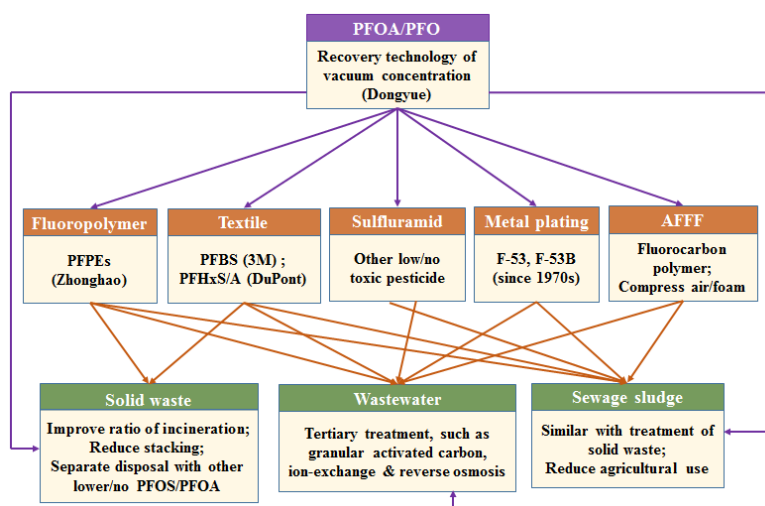 PFOA/PFO
Recovery technology of
vacuum concentration
(Dongyue)
Fluoropolymer
PFPEs
(Zhonghao)
Textile
PFBS (3M) ;
PFHxS/A (DuPont)
Sulfluramid
Other low/no
toxic pesticide
Metal plating
F-53, F-53B
(since 1970s)
AFFF
Fluorocarbon
polymer;
Compress air/foam
Solid waste
Improve ratio of incineration;
Reduce stacking;
Separate disposal with other
lower/no PFOS/PFOA
Wastewater
Tertiary treatment, such as
granular activated carbon,
ion-exchange & reverse osmosis
Sewage sludge
Similar with treatment of
solid waste;
Reduce agricultural use